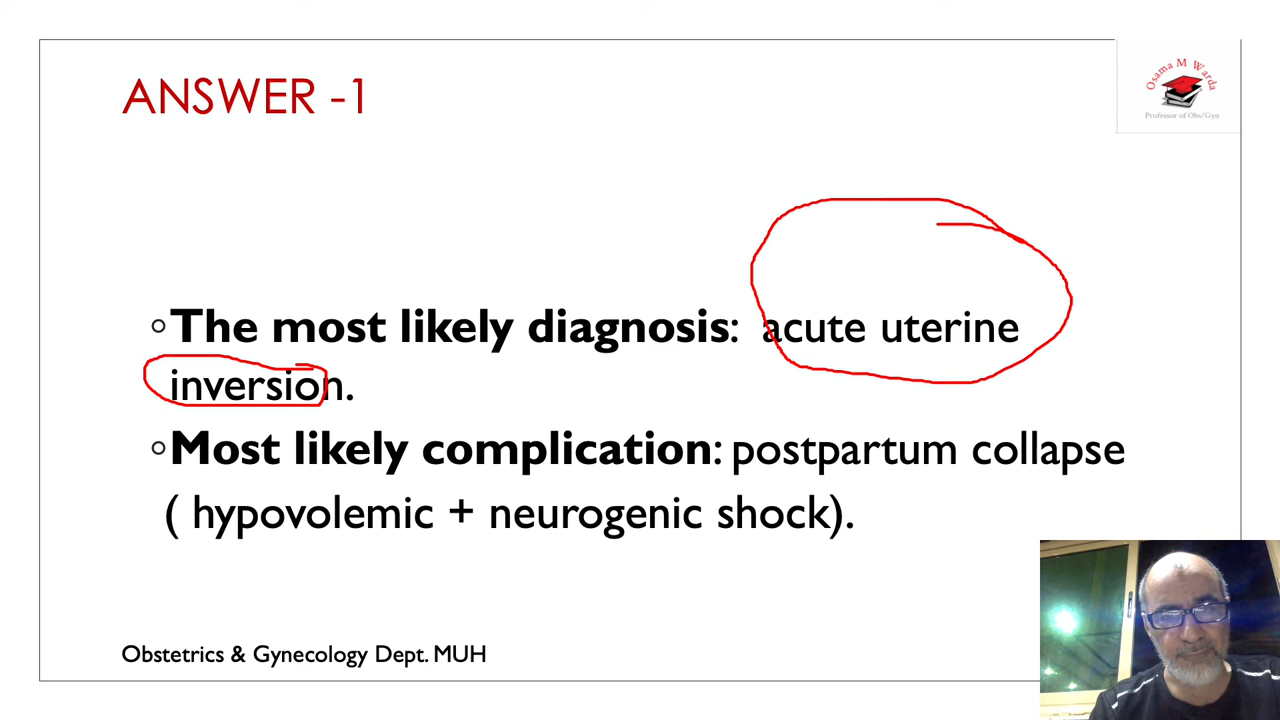 ANSWER -1
Osama M Warda
Professor of Obs/Gyn
◦The most likely diagnosis: acute uterine
inversion.
◦Most likely complication: postpartum collapse
( hypovolemic + neurogenic shock).
Obstetrics & Gynecology Dept. MUH